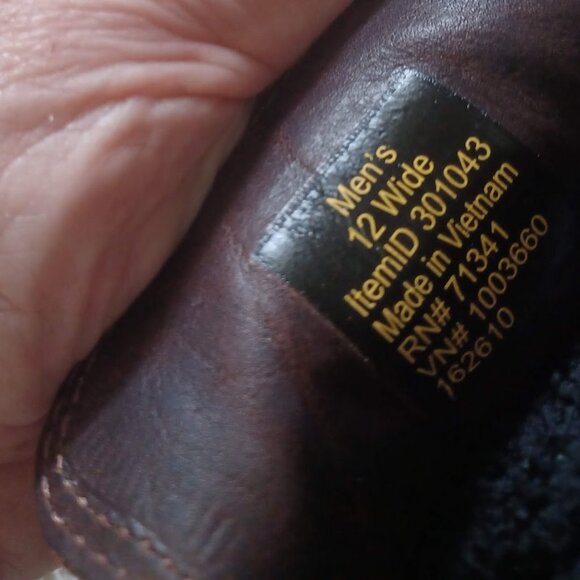 Men's
12 Wide
ItemID 301043
Made in Vietnam
RN# 71341
VN# 1003660
162610